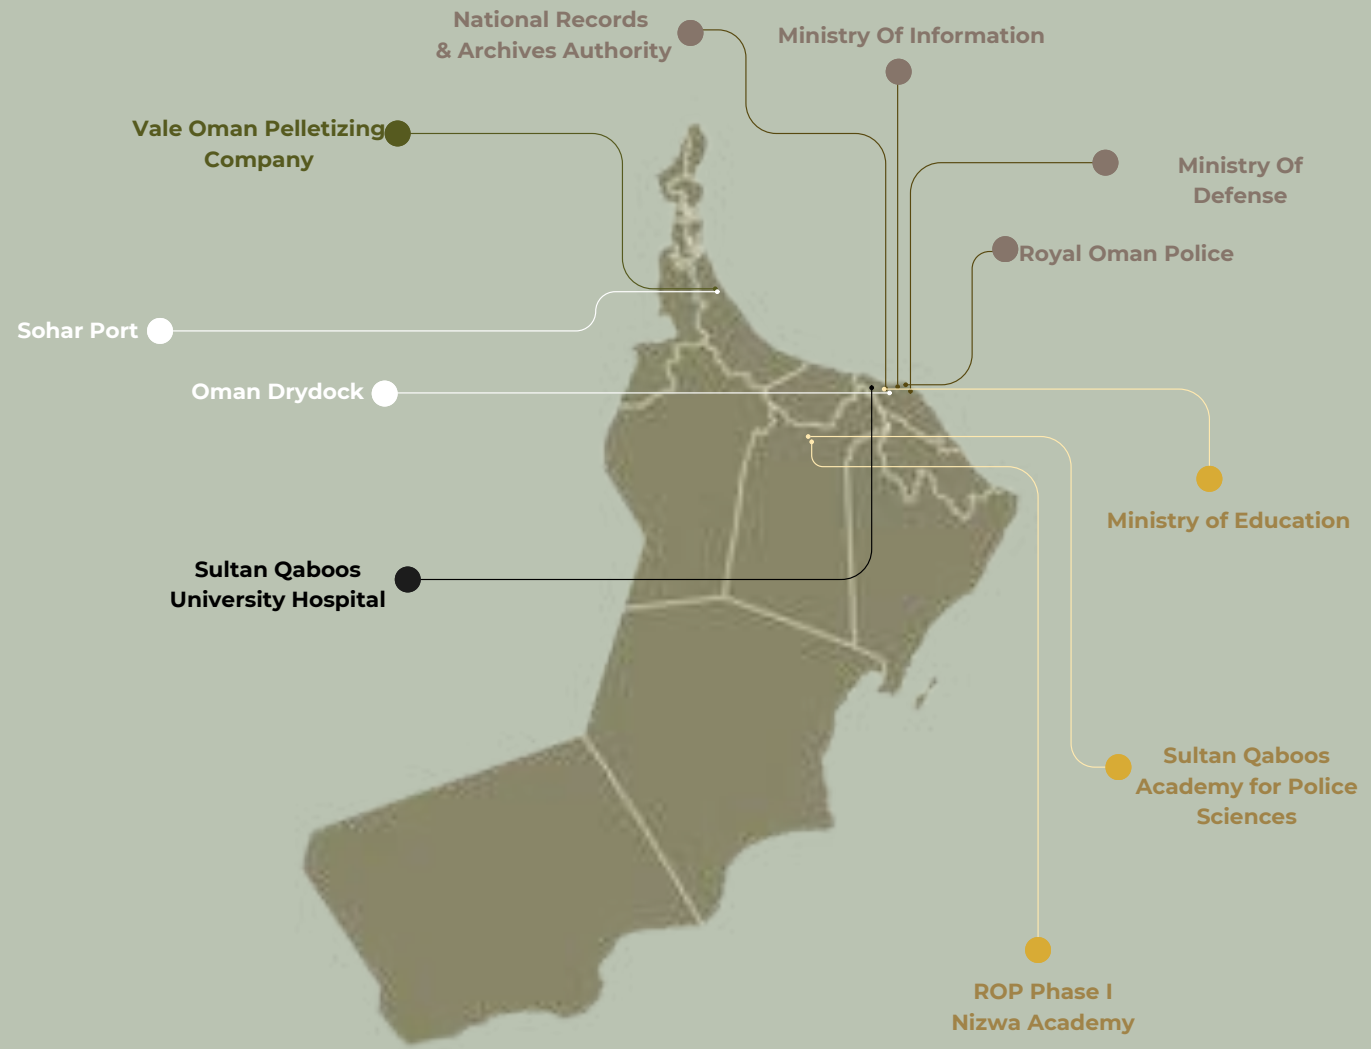 National Records
& Archives Authority
Ministry Of Information
Vale Oman Pelletizing
Company
Ministry Of
Defense
Royal Oman Police
Sohar Port
Oman Drydock
Ministry of Education
Sultan Qaboos
University Hospital
Sultan Qaboos
Academy for Police
Sciences
ROP Phase I
Nizwa Academy